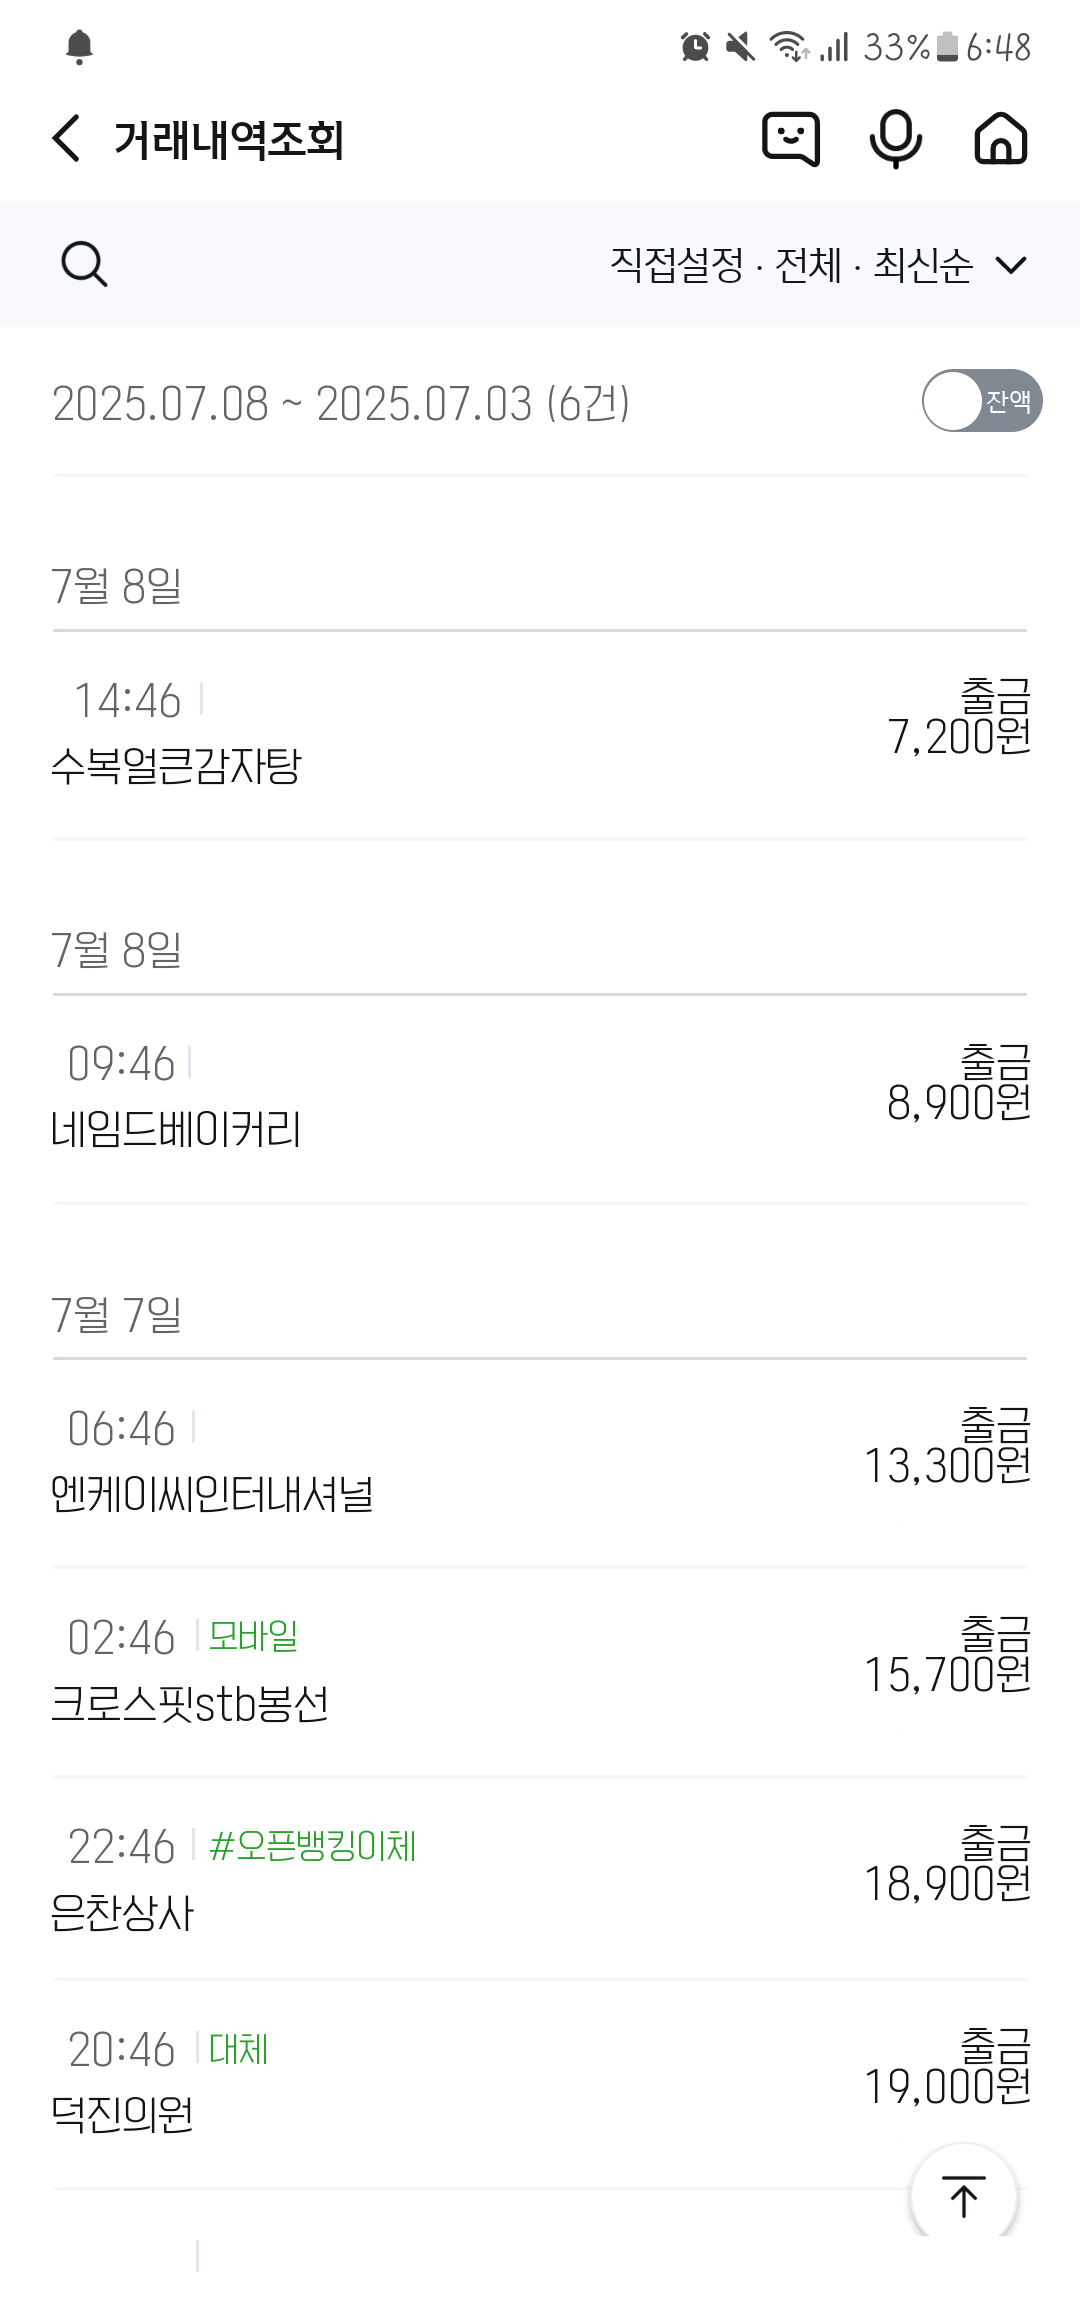 33% 6:48
거래내역조회
직접설정 · 전체 · 최신순
2025.07.08 ~ 2025.07.03 (6건)
잔액
7월 8일
14:46
출금
수복얼큰감자탕
7,200원
7월 8일
09:46
출금
네임드베이커리
8,900원
7월 7일
06:46
출금
엔케이씨인터내셔널
13,300원
02:46 모바일
출금
크로스핏stb봉선
15,700원
22:46 #오픈뱅킹이체
출금
은찬상사
18,900원
20:46 대체
출금
덕진의원
19,000원